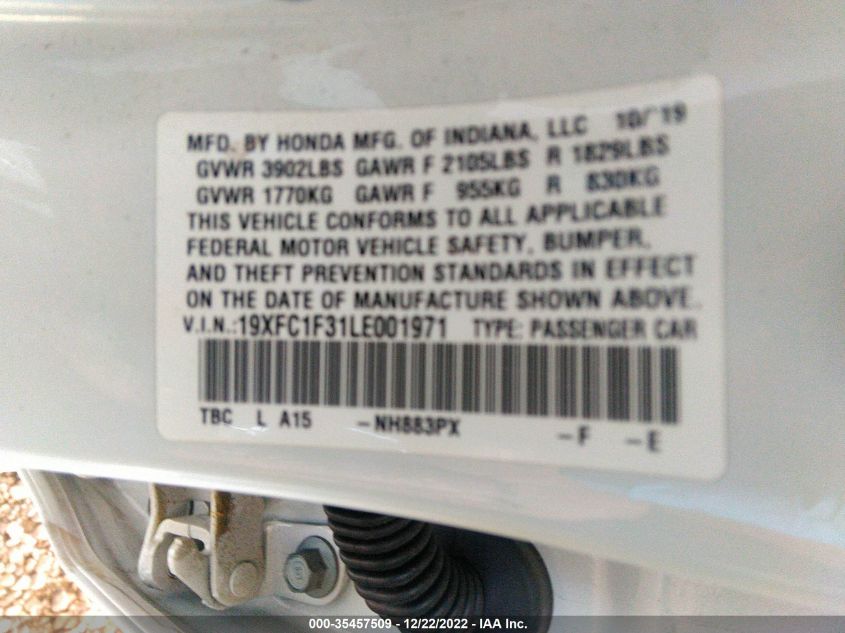 MFD. BY HONDA MFG. OF INDIANA, LLC 10/19
GVWR 3902LBS GAWR F 2105LBS R 1829LBS
GVWR 1770KG GAWR F 955KG R 830KG
THIS VEHICLE CONFORMS TO ALL APPLICABLE
FEDERAL MOTOR VEHICLE SAFETY, BUMPER,
AND THEFT PREVENTION STANDARDS IN EFFECT
ON THE DATE OF MANUFACTURE SHOWN ABOVE.
V.I.N.:19XFC1F31LE001971 TYPE: PASSENGER CAR
TBC L A15 -NH883PX -F -E
000-35457509 - 12/22/2022 - IAA Inc.